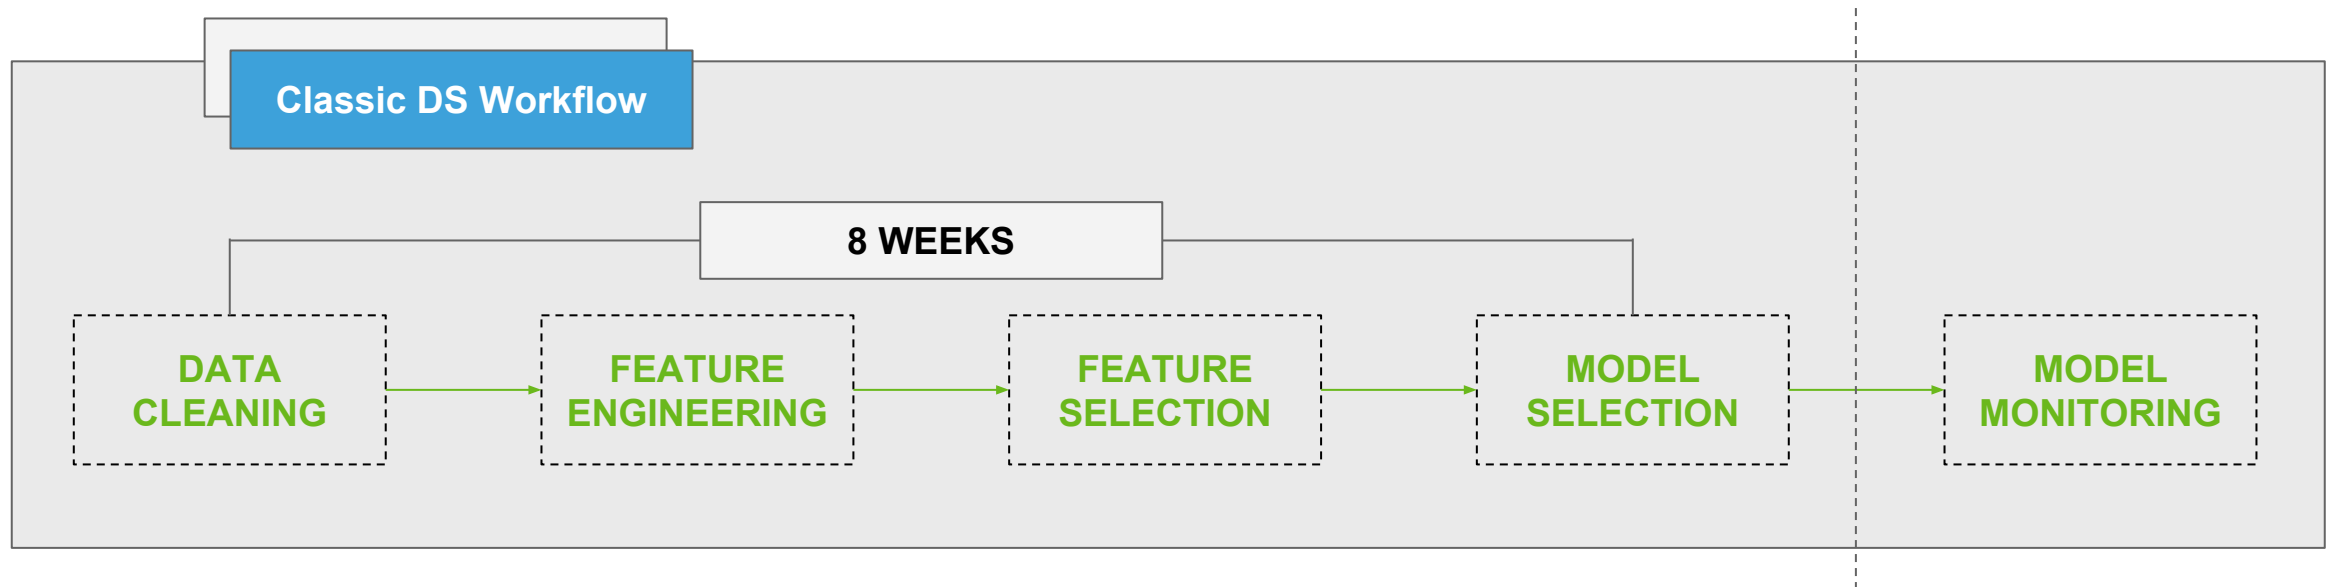 Classic DS Workflow
8 WEEKS
DATA
CLEANING
FEATURE
ENGINEERING
FEATURE
SELECTION
MODEL
SELECTION
MODEL
MONITORING